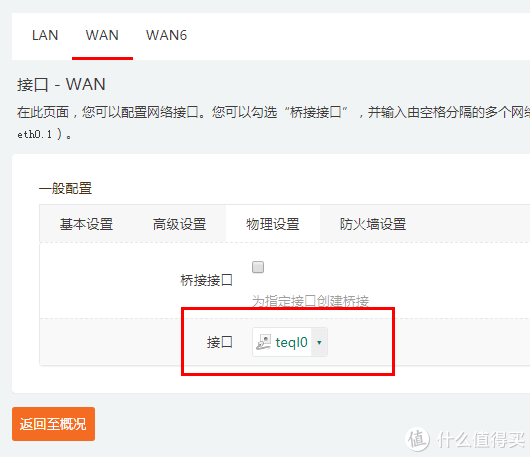 LAN WAN WAN6
接口 - WAN
在此页面，您可以配置网络接口。您可以勾选“桥接接口”，并输入由空格分隔的多个网络
eth0.1）。
一般配置
基本设置 高级设置 物理设置 防火墙设置
桥接接口
为指定接口创建桥接
接口 teql0
返回至概况
值 什么值得买